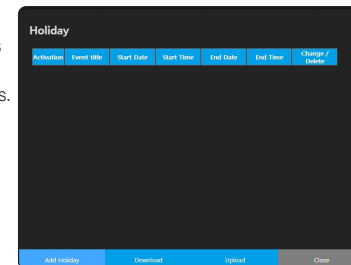 Holiday
s
Activation Event title Start Date Start Time End Date End Time Change / Delete
s.
Add Holiday Download Upload Close